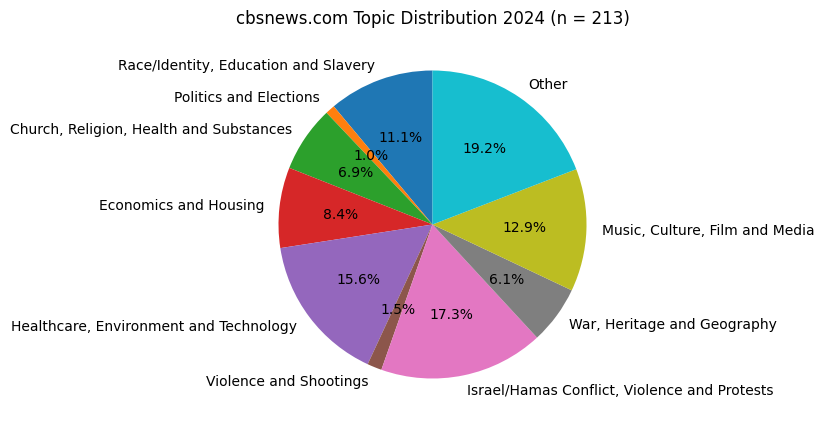 cbsnews.com Topic Distribution 2024 (n = 213)
Race/Identity, Education and Slavery
Other
Politics and Elections
Church, Religion, Health and Substances
11.1%
19.2%
1.0%
6.9%
Economics and Housing
8.4%
12.9%
Music, Culture, Film and Media
15.6%
6.1%
1.5%
17.3%
Healthcare, Environment and Technology
War, Heritage and Geography
Violence and Shootings
Israel/Hamas Conflict, Violence and Protests